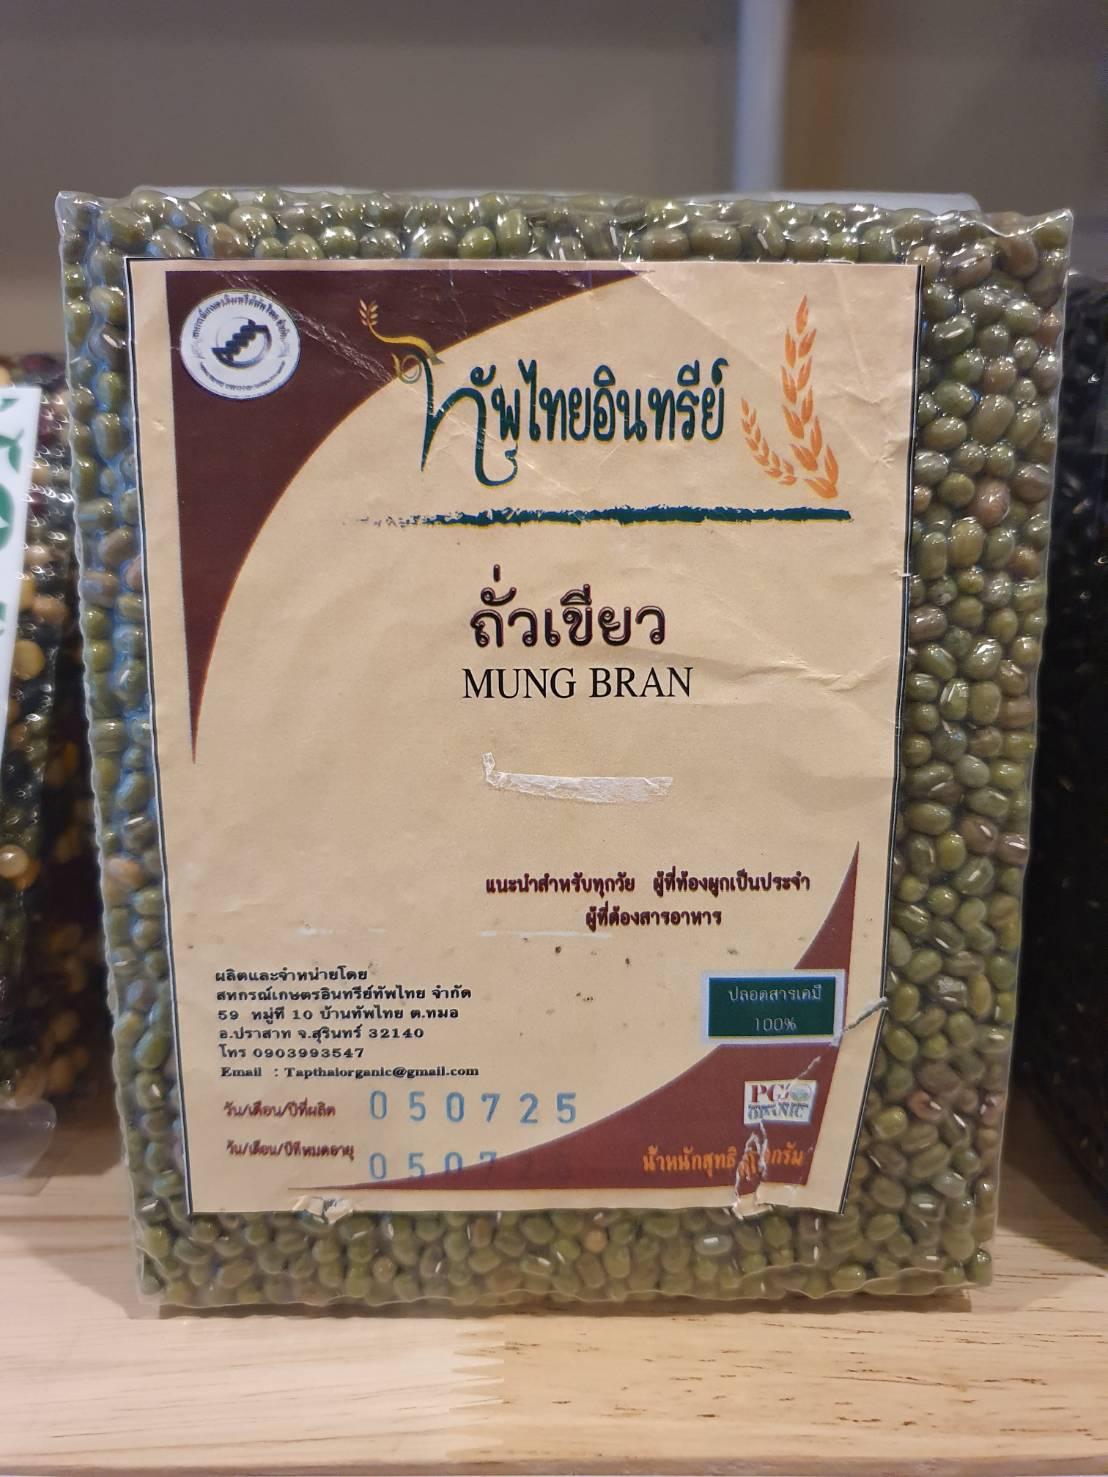 ทัพไทยอินทรีย์
ถั่วเขียว
MUNG BRAN
แนะนำสำหรับทุกวัย ผู้ที่ท้องผูกเป็นประจำ
ผู้ที่ต้องสารอาหาร
ผลิตและจำหน่ายโดย
สหกรณ์เกษตรอินทรีย์ทัพไทย จำกัด
59 หมู่ที่ 10 บ้านทัพไทย ต.ทมอ
อ.ปราสาท จ.สุรินทร์ 32140
โทร 0903993547
Email : Tapthaiorganic@gmail.com
ปลอดสารเคมี
100%
วัน/เดือน/ปีที่ผลิต 050725
วัน/เดือน/ปีที่หมดอายุ 0507
น้ำหนักสุทธิ